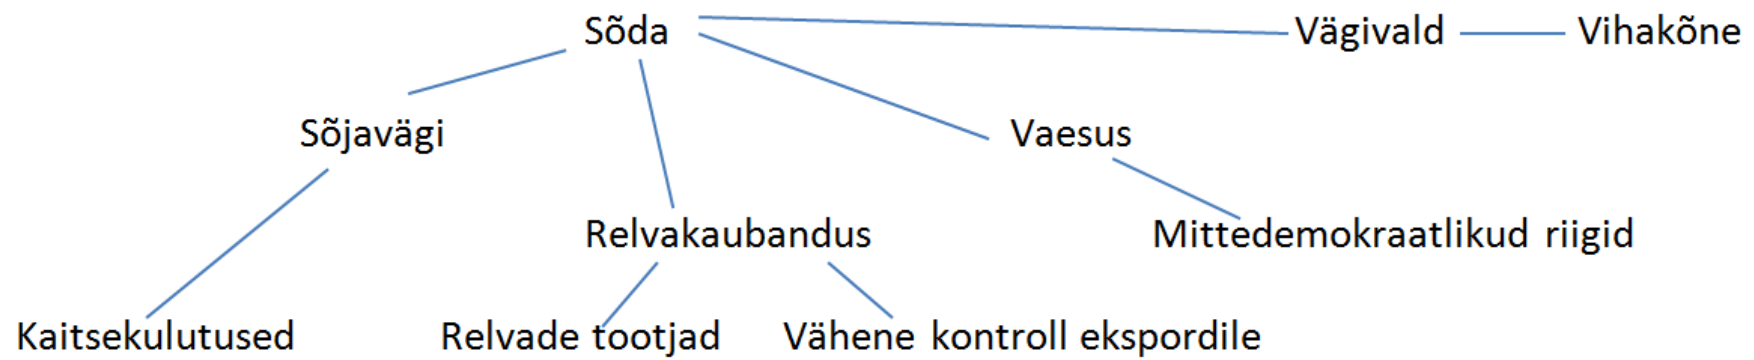 Sõda
Vägivald
Vihakõne
Sõjavägi
Vaesus
Relvakaubandus
Mittedemokraatlikud riigid
Kaitsekulutused
Relvade tootjad
Vähene kontroll ekspordile